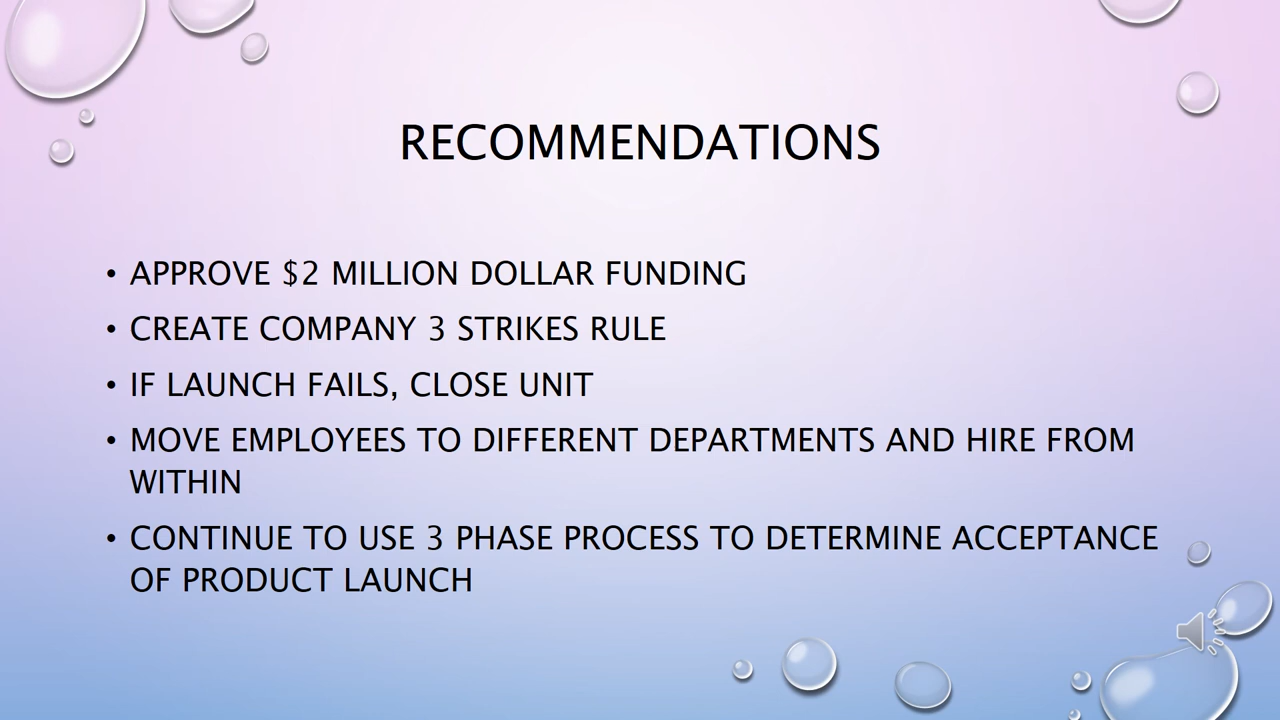 RECOMMENDATIONS
• APPROVE $2 MILLION DOLLAR FUNDING
• CREATE COMPANY 3 STRIKES RULE
• IF LAUNCH FAILS, CLOSE UNIT
• MOVE EMPLOYEES TO DIFFERENT DEPARTMENTS AND HIRE FROM
WITHIN
• CONTINUE TO USE 3 PHASE PROCESS TO DETERMINE ACCEPTANCE
OF PRODUCT LAUNCH